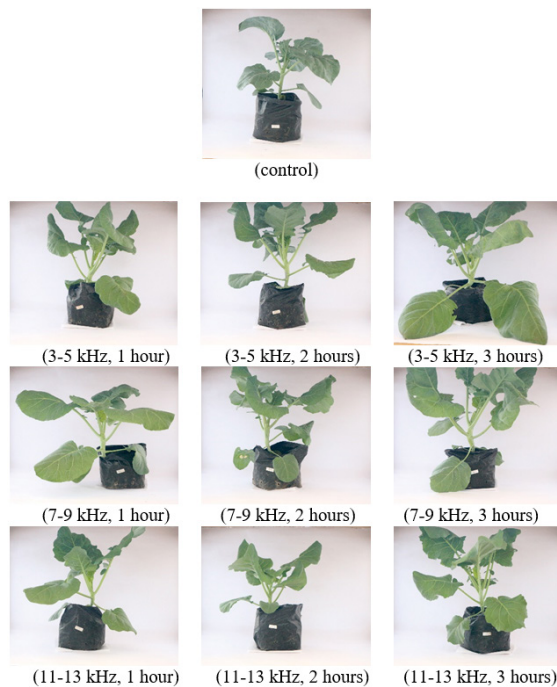 (control)
(3-5 kHz, 1 hour)
(3-5 kHz, 2 hours)
(3-5 kHz, 3 hours)
(7-9 kHz, 1 hour)
(7-9 kHz, 2 hours)
(7-9 kHz, 3 hours)
(11-13 kHz, 1 hour)
(11-13 kHz, 2 hours)
(11-13 kHz, 3 hours)